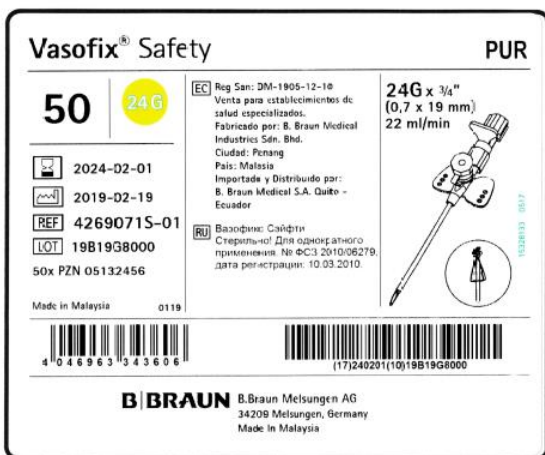 Vasofix® Safety
PUR
50
24G
EC Reg San: DM-1905-12-10
Venta para establecimientos de
salud especializados.
Fabricado por: B. Braun Medical
Industries Sdn. Bhd.
Ciudad: Penang
Pais: Malasia
Importado y Distribuido por:
B. Braun Medical S.A. Quito -
Ecuador
RU Вазофикс Сэйфти
Стерильно! Для однократного
применения. № ФСЗ 2010/06279,
дата регистрации: 10.03.2010.
24G x 3/4"
(0,7 x 19 mm)
22 ml/min
2024-02-01
2019-02-19
REF 4269071S-01
LOT 19B19G8000
50x PZN 05132456
Made in Malaysia 0119
4 046963 343606
(17)240201(10)19B19G8000
B|BRAUN
B.Braun Melsungen AG
34209 Melsungen, Germany
Made In Malaysia